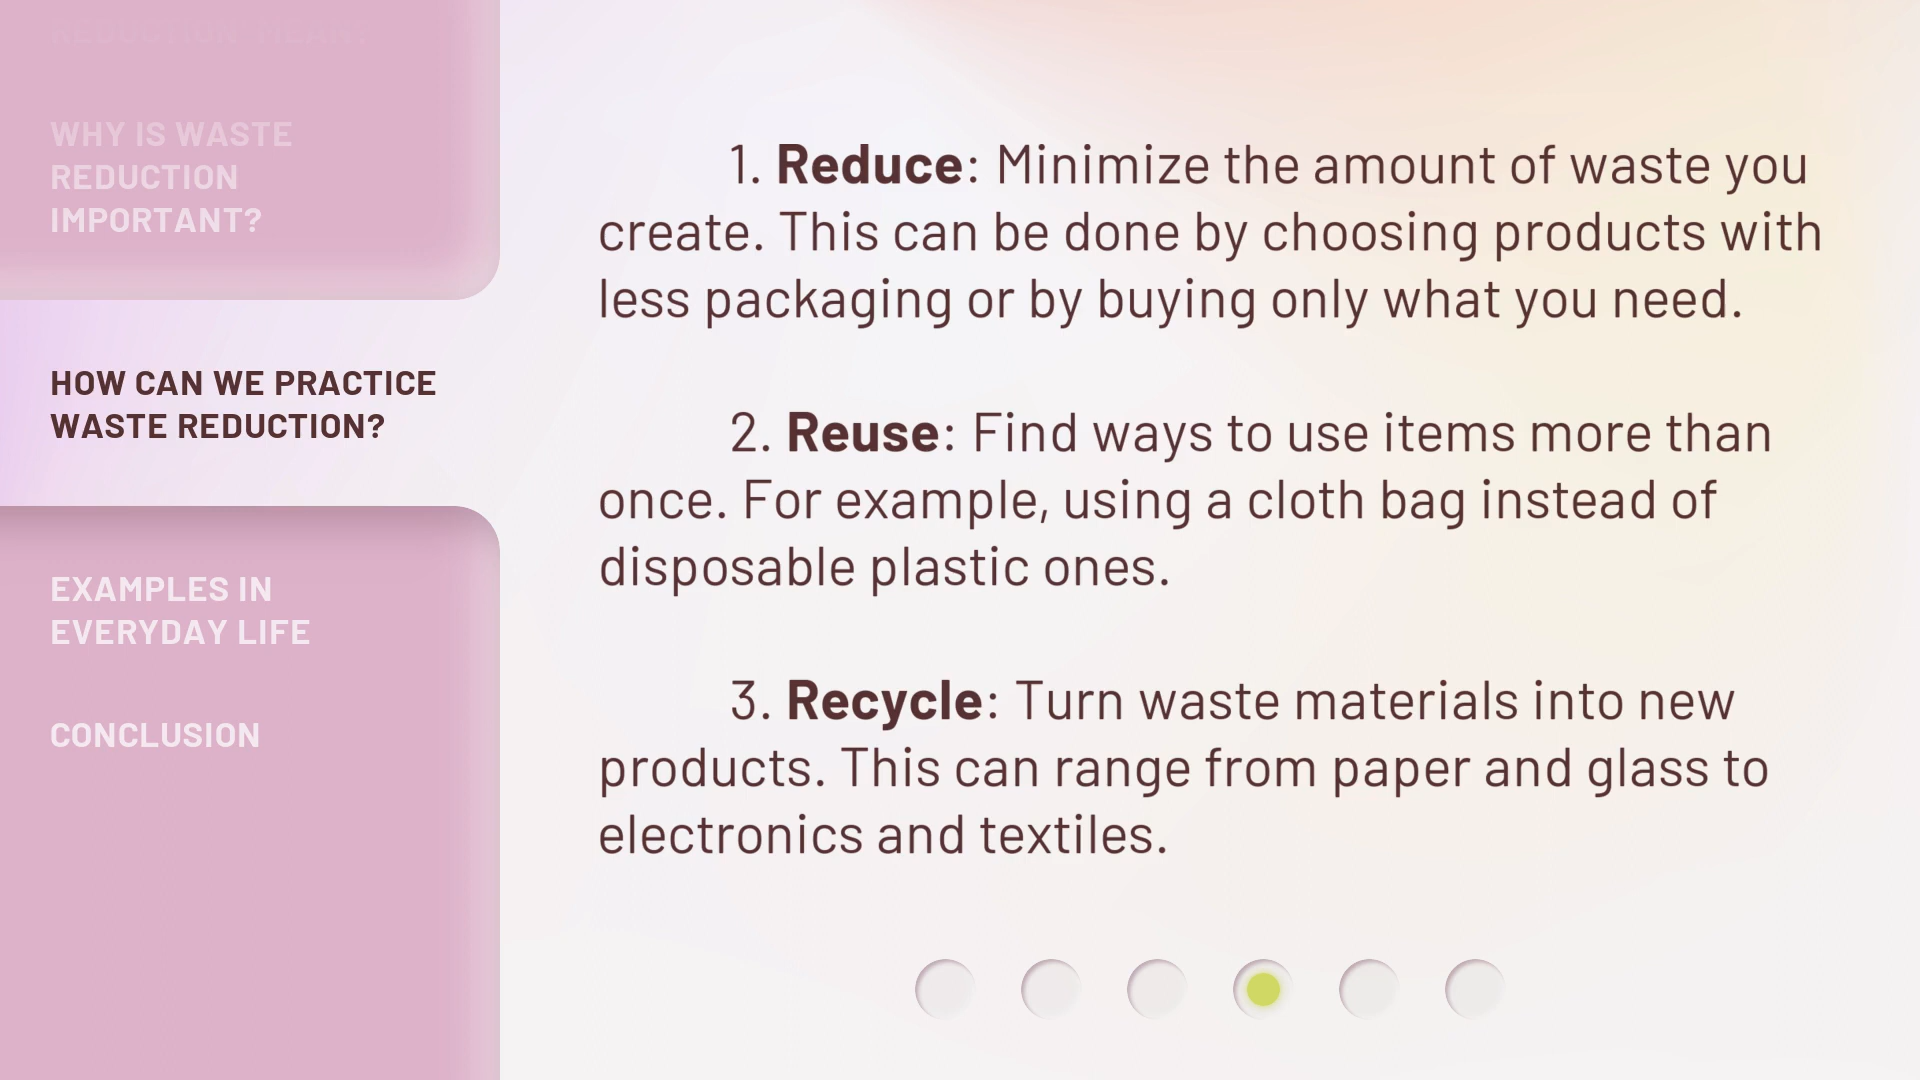 REDUCTION MEAN?
WHY IS WASTE
REDUCTION
IMPORTANT?
HOW CAN WE PRACTICE
WASTE REDUCTION?
EXAMPLES IN
EVERYDAY LIFE
CONCLUSION
1. Reduce: Minimize the amount of waste you
create. This can be done by choosing products with
less packaging or by buying only what you need.
2. Reuse: Find ways to use items more than
once. For example, using a cloth bag instead of
disposable plastic ones.
3. Recycle: Turn waste materials into new
products. This can range from paper and glass to
electronics and textiles.